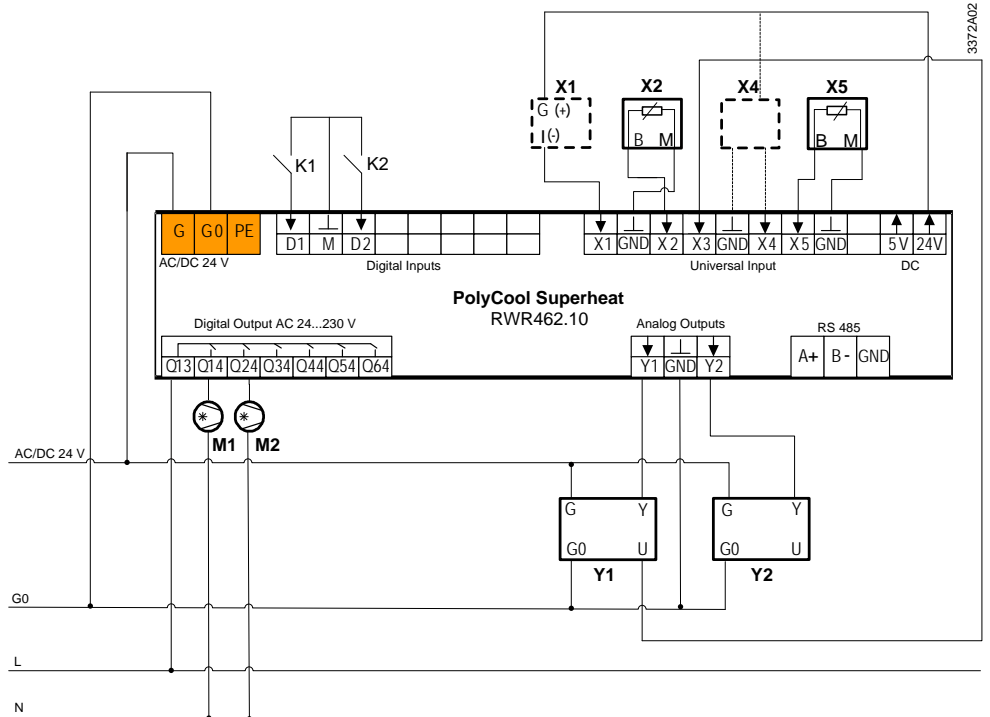 3372A02
X1 X2 X4 X5
G (+)
I (-)
B M
B M
K1 K2
G G0 PE D1 M D2 X1 GND X2 X3 GND X4 X5 GND 5V 24V
AC/DC 24 V Digital Inputs Universal Input DC
PolyCool Superheat
RWR462.10
Digital Output AC 24...230 V Analog Outputs RS 485
Q13 Q14 Q24 Q34 Q44 Q54 Q64 Y1 GND Y2 A+ B- GND
M1 M2
AC/DC 24 V
G Y G Y
G0 U G0 U
Y1 Y2
G0
L
N